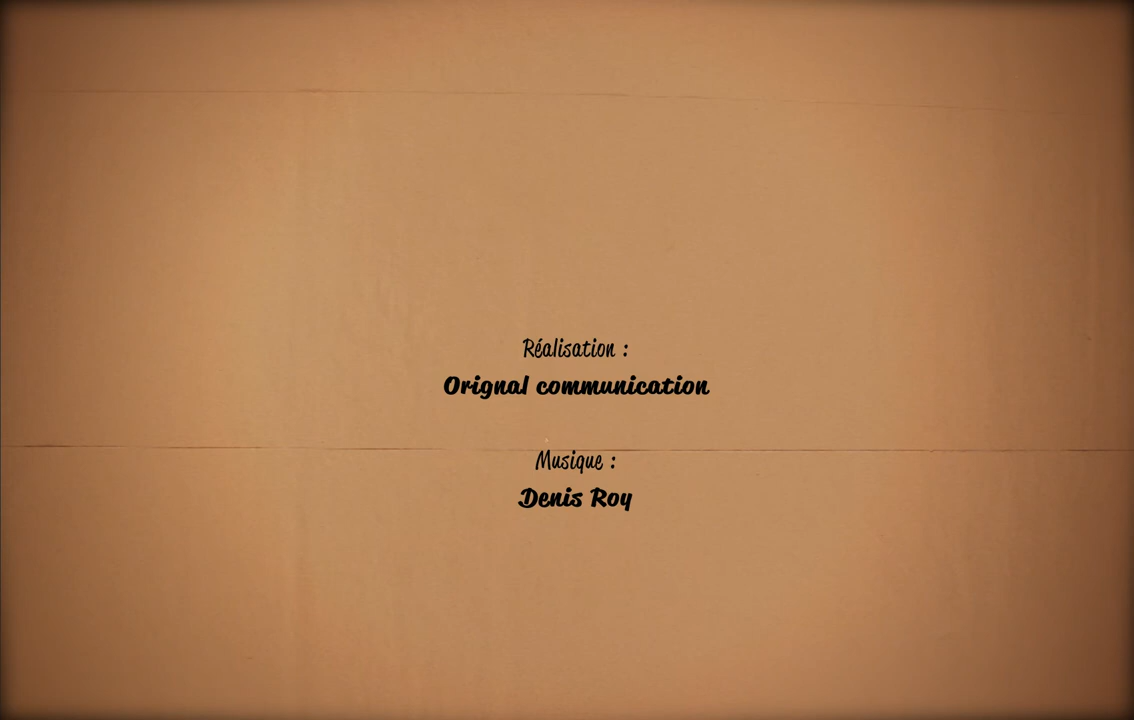 Réalisation :
Orignal communication
Musique :
Denis Roy